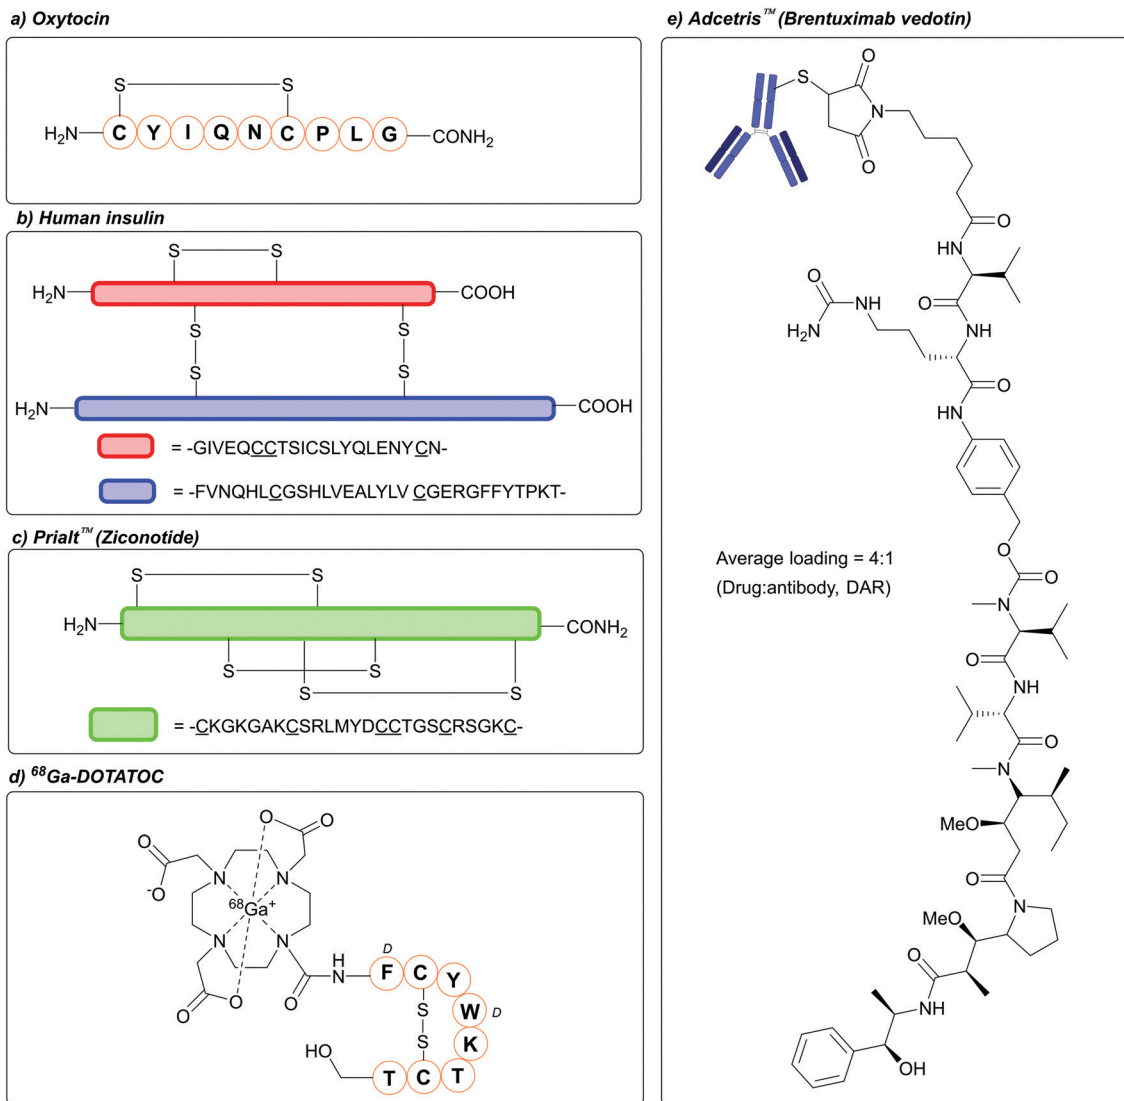 a) Oxytocin
S S
H₂N C Y I Q N C P L G CONH₂
b) Human insulin
S S
H₂N COOH
S S
S S
H₂N COOH
= -GIVEQCCTSICSLYQLENYCN-
= -FVNQHLCGSHLVEALYLV CGERGFFYTPKT-
c) Prialt™ (Ziconotide)
S S
H₂N CONH₂
S S
S S
= -CKGKGAKCSRLMYDCCTGSCRSGKC-
d) ⁶⁸Ga-DOTATOC
O O
O
⁻O
N N
⁶⁸Ga⁺
N N
O
O
O
H
N
D
F C Y
W D
K
T
S
S
HO
T C
e) Adcetris™ (Brentuximab vedotin)
S
O
N
O
O
HN
O
NH
O
H₂N
O
NH
O
HN
Average loading = 4:1
(Drug:antibody, DAR)
O
O
N
O
NH
O
N
MeO
O
N
MeO
O
NH
OH